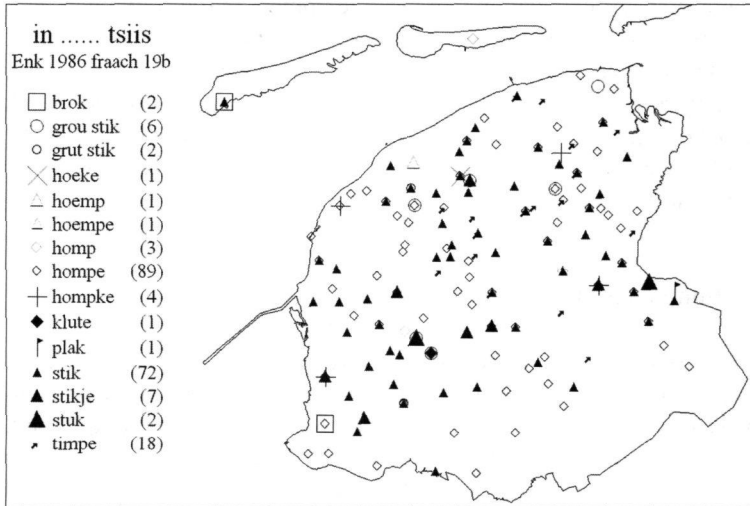 in ...... tsiis
Enk 1986 fraach 19b
brok (2)
grou stik (6)
grut stik (2)
hoeke (1)
hoemp (1)
hoempe (1)
homp (3)
hompe (89)
hompke (4)
klute (1)
plak (1)
stik (72)
stikje (7)
stuk (2)
timpe (18)